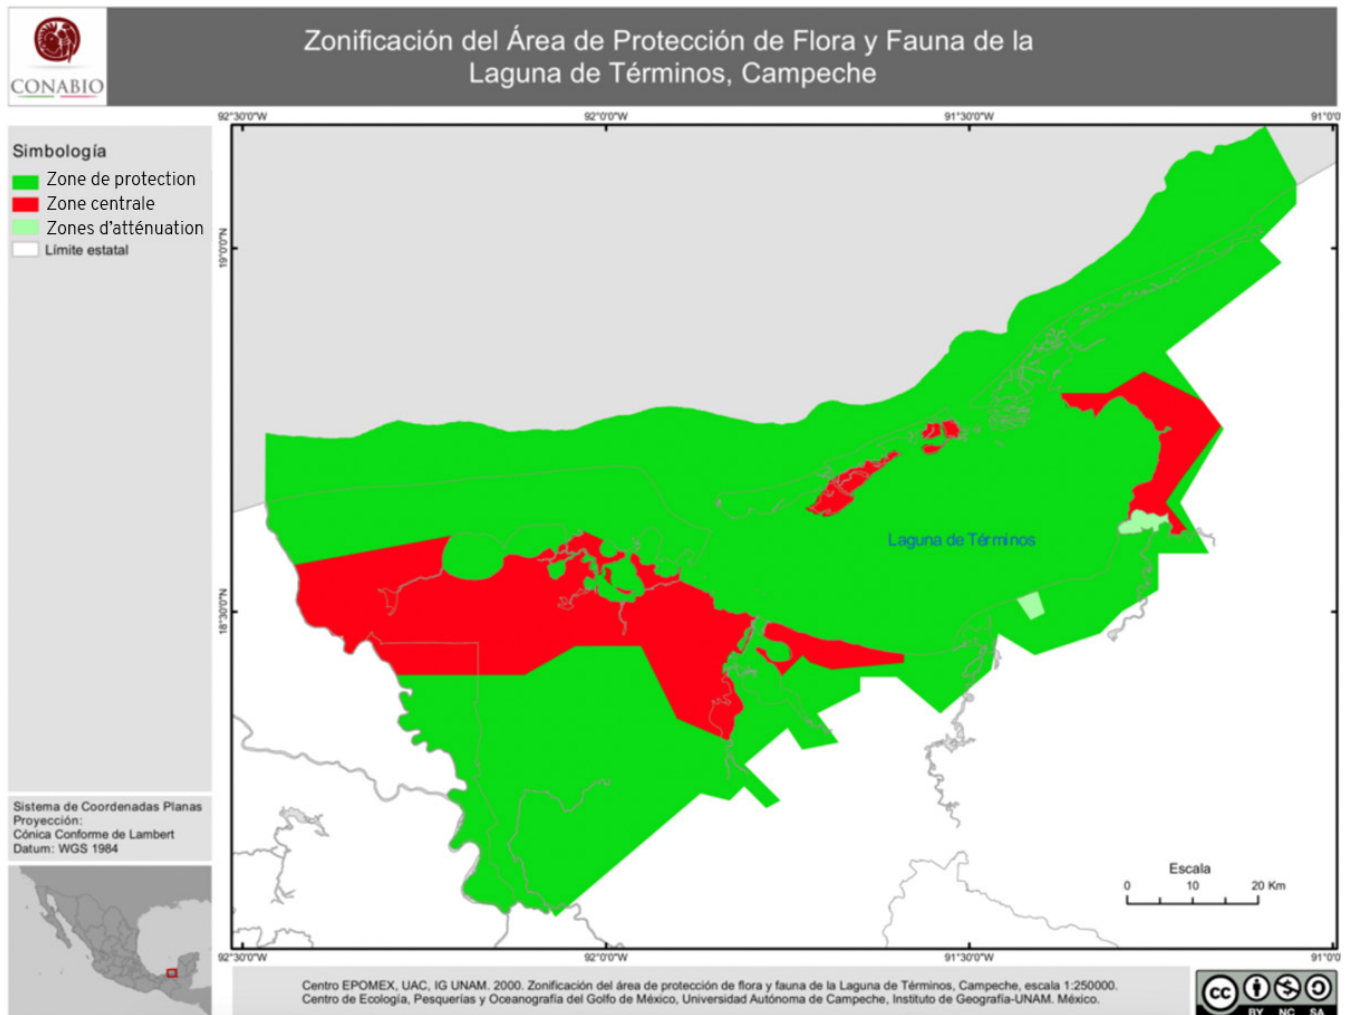 CONABIO
Zonificación del Área de Protección de Flora y Fauna de la
Laguna de Términos, Campeche
92°30'0"W 92°0'0"W 91°30'0"W 91°0'0
Simbología
Zone de protection
Zone centrale
Zones d'atténuation
Límite estatal
19°0'0"N
18°30'0"N
Laguna de Términos
Sistema de Coordenadas Planas
Proyección:
Cónica Conforme de Lambert
Datum: WGS 1984
Escala
0 10 20 Km
92°30'0"W 92°0'0"W 91°30'0"W 91°0'0
Centro EPOMEX, UAC, IG UNAM. 2000. Zonificación del área de protección de flora y fauna de la Laguna de Términos, Campeche, escala 1:250000.
Centro de Ecología, Pesquerías y Oceanografía del Golfo de México, Universidad Autónoma de Campeche, Instituto de Geografía-UNAM. México.
cc
BY NC SA